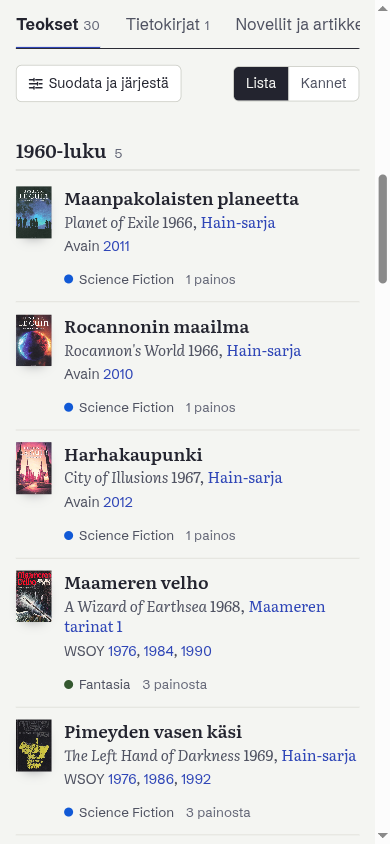 Teokset 30 Tietokirjat 1 Novellit ja artikke
Suodata ja järjestä Lista Kannet
1960-luku 5
Maanpakolaisten planeetta
Planet of Exile 1966, Hain-sarja
Avain 2011
Science Fiction 1 painos
Rocannonin maailma
Rocannon's World 1966, Hain-sarja
Avain 2010
Science Fiction 1 painos
Harhakaupunki
City of Illusions 1967, Hain-sarja
Avain 2012
Science Fiction 1 painos
Maameren velho
A Wizard of Earthsea 1968, Maameren
tarinat 1
WSOY 1976, 1984, 1990
Fantasia 3 painosta
Pimeyden vasen käsi
The Left Hand of Darkness 1969, Hain-sarja
WSOY 1976, 1986, 1992
Science Fiction 3 painosta